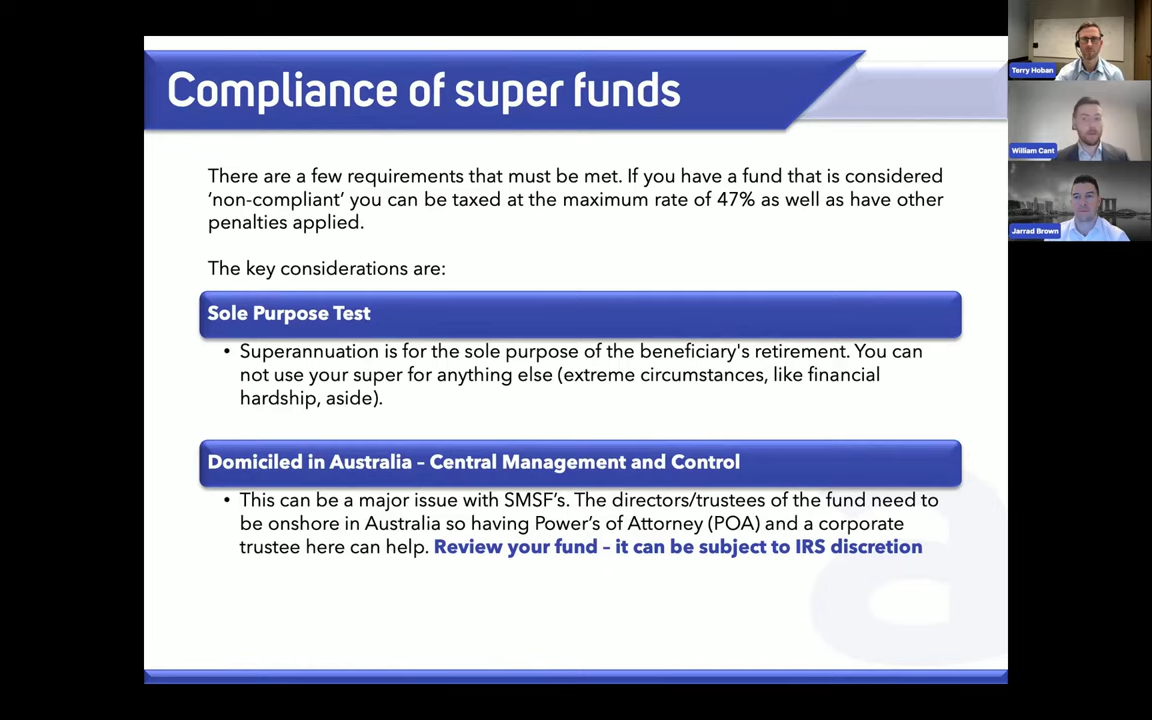 Compliance of super funds
There are a few requirements that must be met. If you have a fund that is considered
‘non-compliant’ you can be taxed at the maximum rate of 47% as well as have other
penalties applied.
The key considerations are:
Sole Purpose Test
• Superannuation is for the sole purpose of the beneficiary's retirement. You can
not use your super for anything else (extreme circumstances, like financial
hardship, aside).
Domiciled in Australia – Central Management and Control
• This can be a major issue with SMSF’s. The directors/trustees of the fund need to
be onshore in Australia so having Power’s of Attorney (POA) and a corporate
trustee here can help. Review your fund – it can be subject to IRS discretion
Terry Hoban
William Cant
Jarrad Brown